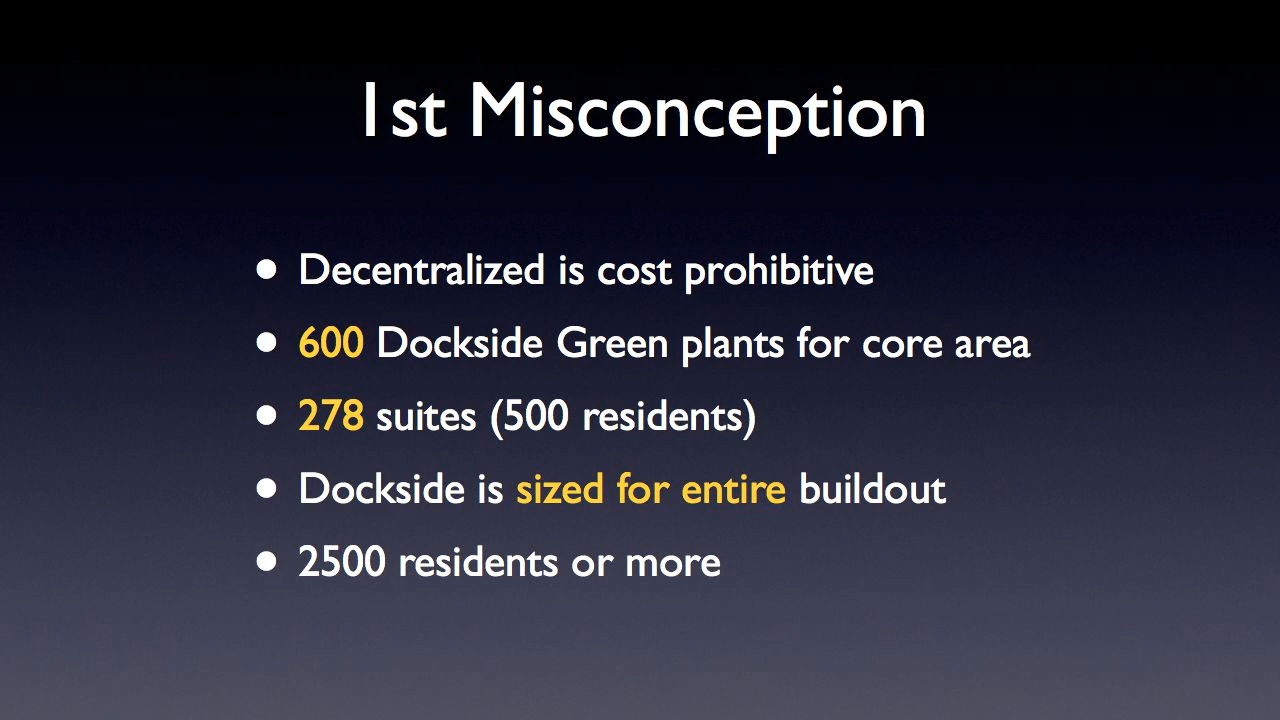 1st Misconception
• Decentralized is cost prohibitive
• 600 Dockside Green plants for core area
• 278 suites (500 residents)
• Dockside is sized for entire buildout
• 2500 residents or more